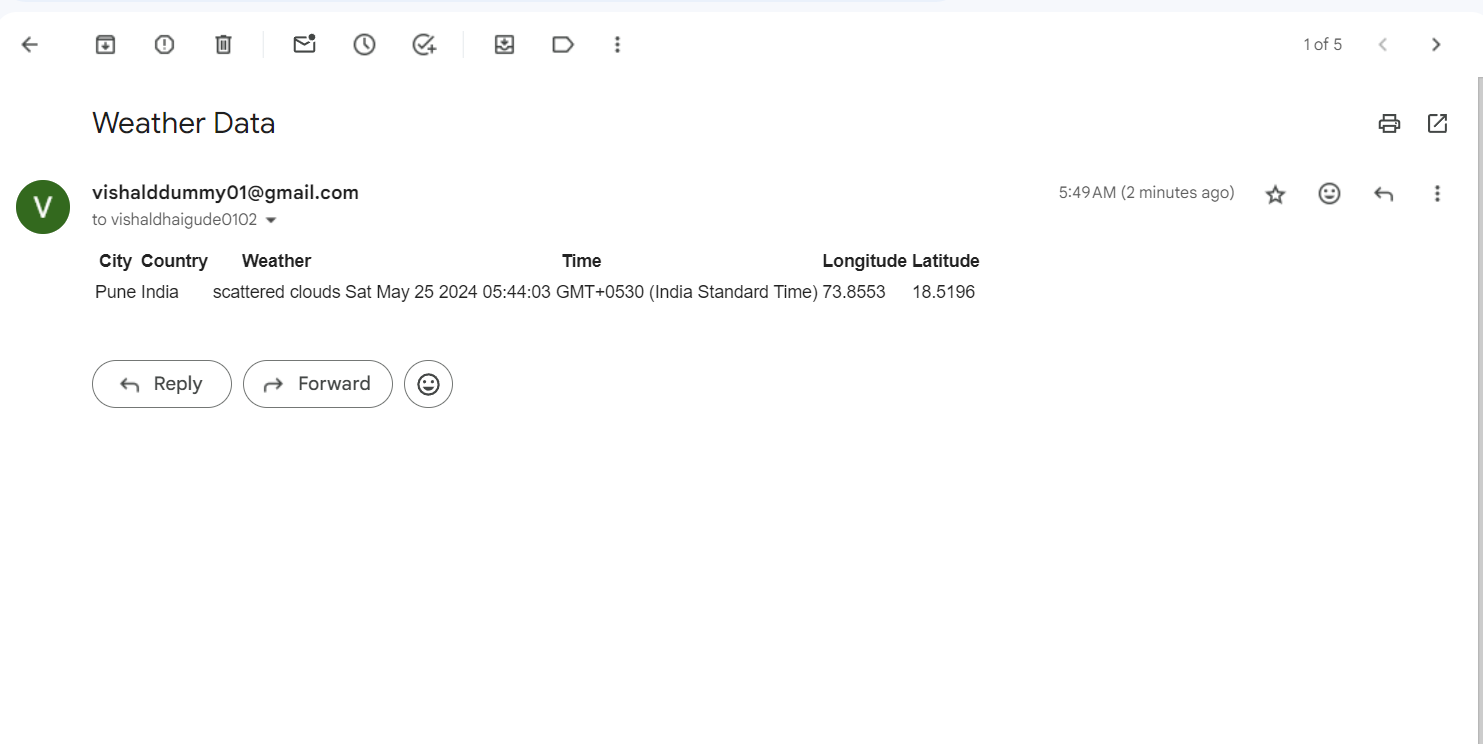 1 of 5
Weather Data
V
vishalddummy01@gmail.com
5:49 AM (2 minutes ago)
to vishaldhaigude0102
City Country Weather Time Longitude Latitude
Pune India scattered clouds Sat May 25 2024 05:44:03 GMT+0530 (India Standard Time) 73.8553 18.5196
Reply Forward